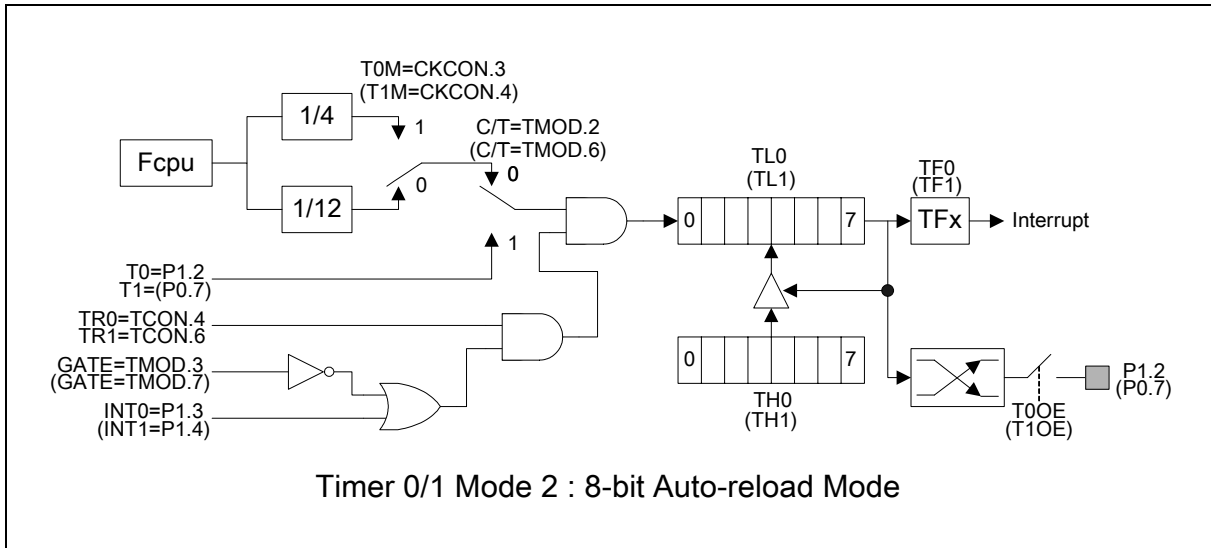 T0M=CKCON.3
(T1M=CKCON.4)
1/4
1
C/T=TMOD.2
(C/T=TMOD.6)
Fcpu
0
0
1/12
1
TL0
(TL1)
TF0
(TF1)
0
7
TFx
Interrupt
T0=P1.2
T1=(P0.7)
TR0=TCON.4
TR1=TCON.6
GATE=TMOD.3
(GATE=TMOD.7)
INT0=P1.3
(INT1=P1.4)
0
7
TH0
(TH1)
P1.2
(P0.7)
T0OE
(T1OE)
Timer 0/1 Mode 2 : 8-bit Auto-reload Mode